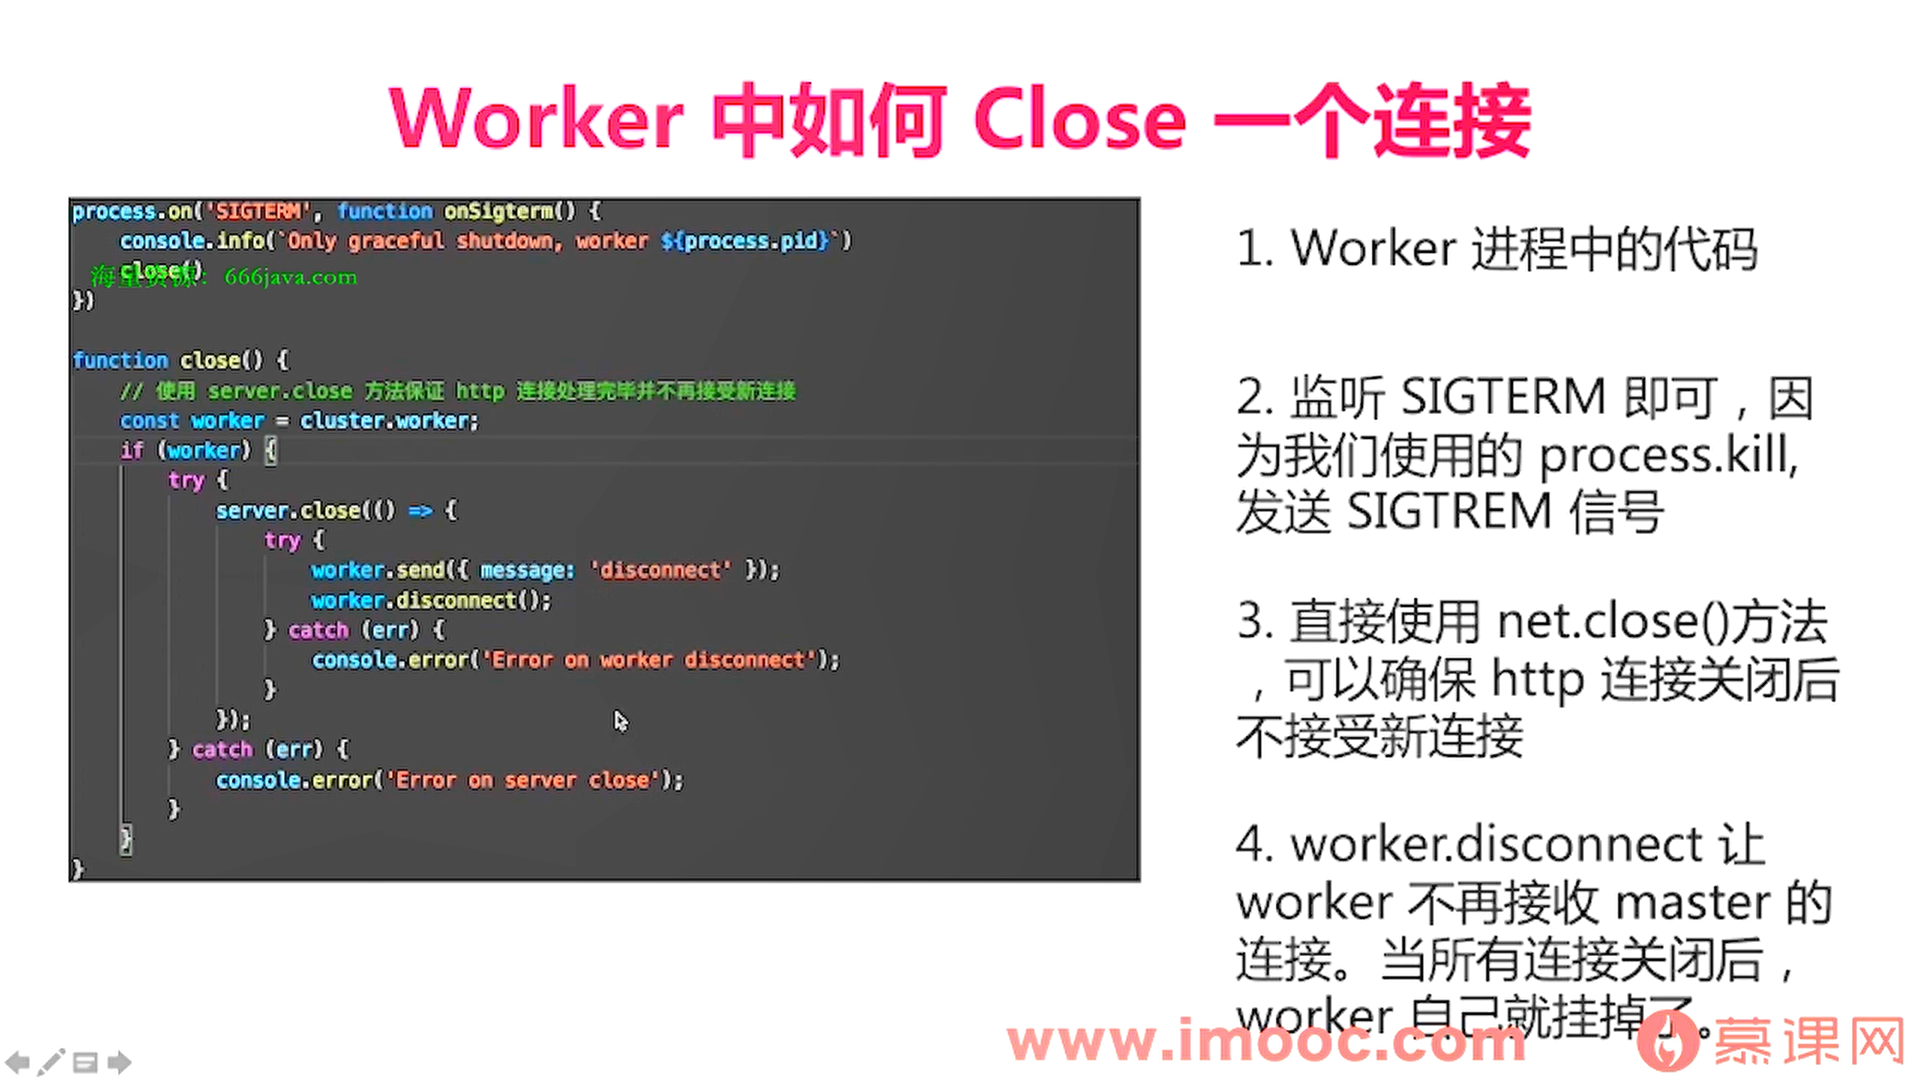 Worker 中如何 Close 一个连接
process.on('SIGTERM', function onSigterm() {
console.info(`Only graceful shutdown, worker ${process.pid}`)
close()
海量资源：666java.com
})
function close() {
// 使用 server.close 方法保证 http 连接处理完毕并不再接受新连接
const worker = cluster.worker;
if (worker) {
try {
server.close(() => {
try {
worker.send({ message: 'disconnect' });
worker.disconnect();
} catch (err) {
console.error('Error on worker disconnect');
}
});
} catch (err) {
console.error('Error on server close');
}
}
}
1. Worker 进程中的代码
2. 监听 SIGTERM 即可，因
为我们使用的 process.kill,
发送 SIGTREM 信号
3. 直接使用 net.close()方法
，可以确保 http 连接关闭后
不接受新连接
4. worker.disconnect 让
worker 不再接收 master 的
连接。当所有连接关闭后，
worker 自己就挂掉了。
www.imooc.com
慕课网